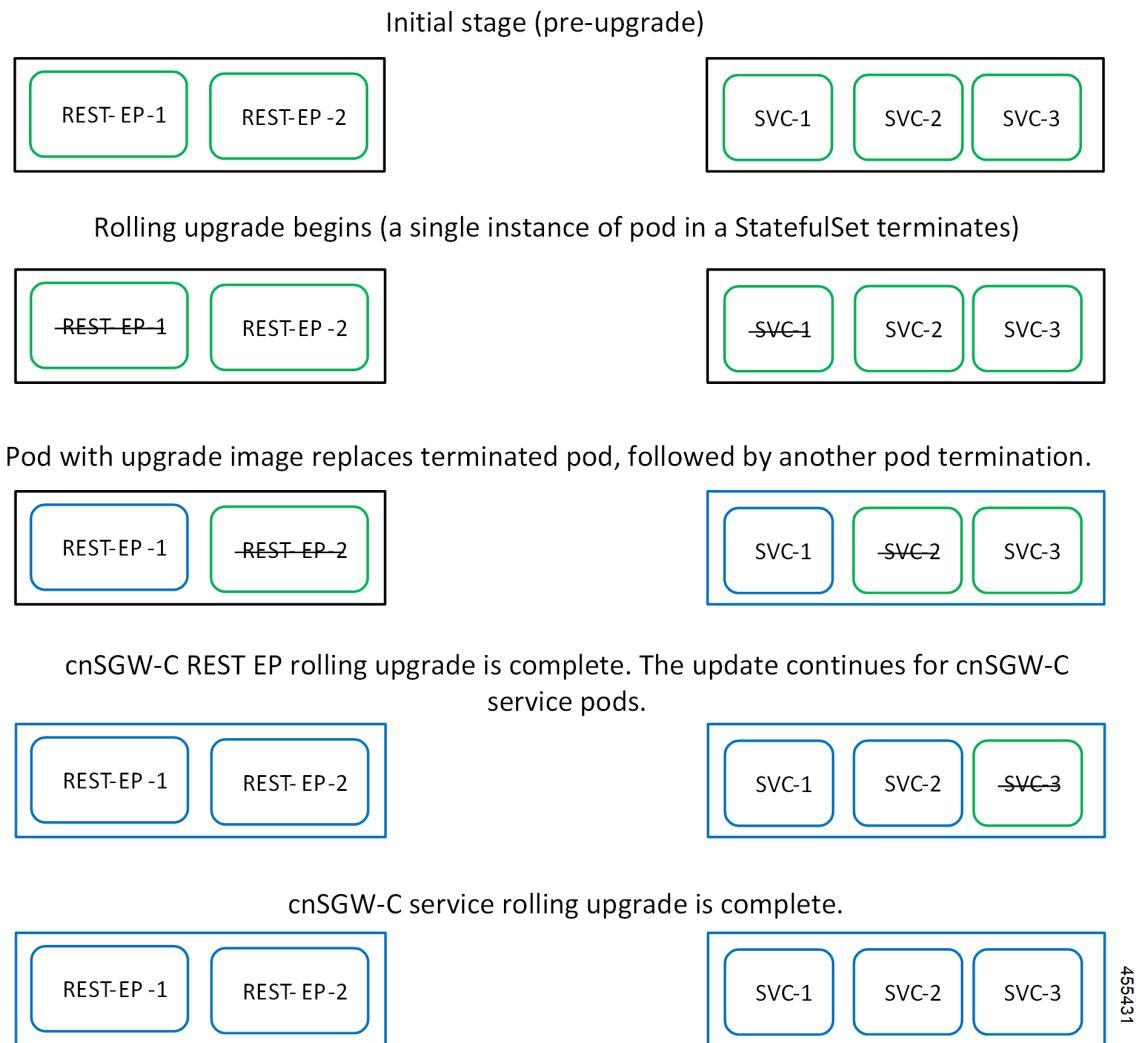 Initial stage (pre-upgrade)
REST- EP-1 REST-EP -2 SVC-1 SVC-2 SVC-3
Rolling upgrade begins (a single instance of pod in a StatefulSet terminates)
REST- EP-1 REST-EP -2 SVC-1 SVC-2 SVC-3
Pod with upgrade image replaces terminated pod, followed by another pod termination.
REST-EP -1 REST- EP-2 SVC-1 SVC-2 SVC-3
cnSGW-C REST EP rolling upgrade is complete. The update continues for cnSGW-C
service pods.
REST-EP -1 REST- EP-2 SVC-1 SVC-2 SVC-3
cnSGW-C service rolling upgrade is complete.
REST-EP -1 REST- EP-2 SVC-1 SVC-2 SVC-3
455431